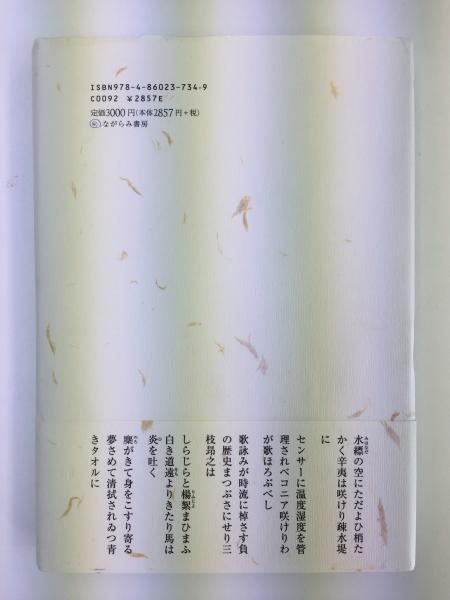 ISBN978-4-86023-734-9
C0092 ¥2857E
定価3000円(本体2857円+税)
ながらみ書房
水縹の空にただよひ梢た
かく辛夷は咲けり疎水堤
に
センサーに温度湿度を管
理されベコニア咲けりわ
が歌ほろぶべし
歌詠みが時流に棹さす負
の歴史まつぶさにせり三
枝昻之は
しらじらと楊絮まひまふ
白き道遠よりきたり馬は
炎を吐く
麋がきて身をこすり寄る
夢さめて清拭されゐつ青
きタオルに